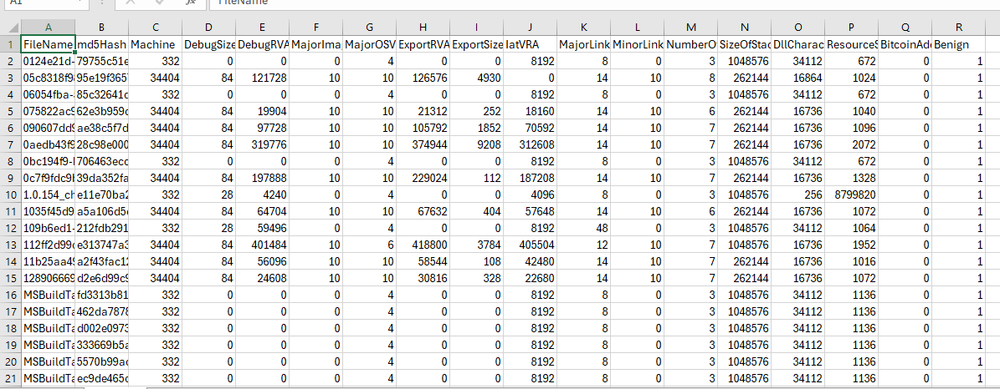 A1 fx FileName
A B C D E F G H I J K L M N O P Q R
1 FileName md5Hash Machine DebugSize DebugRVA MajorIma MajorOSV ExportRVA ExportSize IatVRA MajorLink MinorLink NumberO SizeOfStac DllCharac ResourceS BitcoinAdd Benign
2 0124e21d- 79755c51e 332 0 0 0 4 0 0 8192 8 0 3 1048576 34112 672 0 1
3 05c8318f9 95e19f365 34404 84 121728 10 10 126576 4930 0 14 10 8 262144 16864 1024 0 1
4 06054fba- 85c32641c 332 0 0 0 4 0 0 8192 8 0 3 1048576 34112 672 0 1
5 075822ac9 62e3b959c 34404 84 19904 10 10 21312 252 18160 14 10 6 262144 16736 1040 0 1
6 090607dd9 ae38c5f7d 34404 84 97728 10 10 105792 1852 70592 14 10 7 262144 16736 1096 0 1
7 0aedb43f9 28c98e000 34404 84 319776 10 10 374944 9208 312608 14 10 7 262144 16736 2072 0 1
8 0bc194f9- 706463ecc 332 0 0 0 4 0 0 8192 8 0 3 1048576 34112 672 0 1
9 0c7f9fdc9 39da352fa 34404 84 197888 10 10 229024 112 187208 14 10 7 262144 16736 1328 0 1
10 1.0.154_ch e11e70ba2 332 28 4240 0 4 0 0 4096 8 0 3 1048576 256 8799820 0 1
11 1035f45d9 a5a106d5 34404 84 64704 10 10 67632 404 57648 14 10 6 262144 16736 1072 0 1
12 109b6ed1- 212fdb291 332 28 59496 0 4 0 0 8192 48 0 3 1048576 34112 1064 0 1
13 112ff2d99 e313747a3 34404 84 401484 10 6 418800 3784 405504 12 10 7 1048576 16736 1952 0 1
14 11b25aa4 a2f43fac1 34404 84 56096 10 10 58544 108 42480 14 10 7 262144 16736 1016 0 1
15 128906669 d2e6d99c9 34404 84 24608 10 10 30816 328 22680 14 10 7 262144 16736 1072 0 1
16 MSBuildTa fd3313b81 332 0 0 0 4 0 0 8192 8 0 3 1048576 34112 1136 0 1
17 MSBuildTa 462da7878 332 0 0 0 4 0 0 8192 8 0 3 1048576 34112 1136 0 1
18 MSBuildTa d002e0973 332 0 0 0 4 0 0 8192 8 0 3 1048576 34112 1136 0 1
19 MSBuildTa 333669b5a 332 0 0 0 4 0 0 8192 8 0 3 1048576 34112 1136 0 1
20 MSBuildTa 5570b99ac 332 0 0 0 4 0 0 8192 8 0 3 1048576 34112 1136 0 1
21 MSBuildTa ec9de465c 332 0 0 0 4 0 0 8192 8 0 3 1048576 34112 1136 0 1